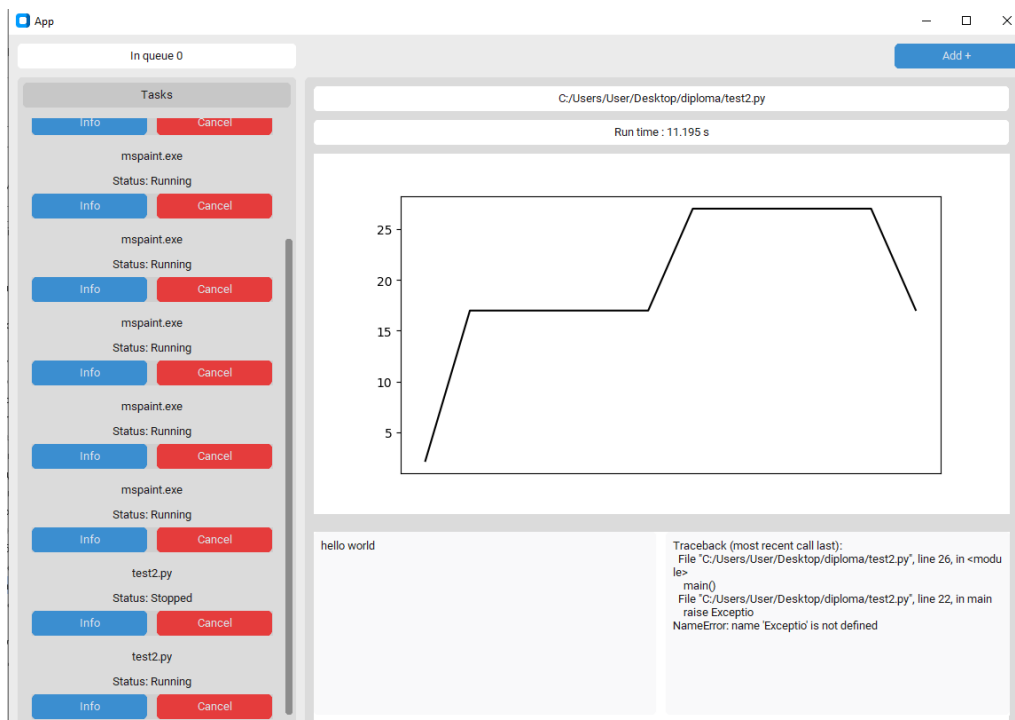 App
In queue 0
Add +
Tasks
Info Cancel
mspaint.exe
Status: Running
Info Cancel
mspaint.exe
Status: Running
Info Cancel
mspaint.exe
Status: Running
Info Cancel
mspaint.exe
Status: Running
Info Cancel
mspaint.exe
Status: Running
Info Cancel
test2.py
Status: Stopped
Info Cancel
test2.py
Status: Running
Info Cancel
C:/Users/User/Desktop/diploma/test2.py
Run time : 11.195 s
25
20
15
10
5
hello world
Traceback (most recent call last):
File "C:/Users/User/Desktop/diploma/test2.py", line 26, in <modu
le>
main()
File "C:/Users/User/Desktop/diploma/test2.py", line 22, in main
raise Exceptio
NameError: name 'Exceptio' is not defined